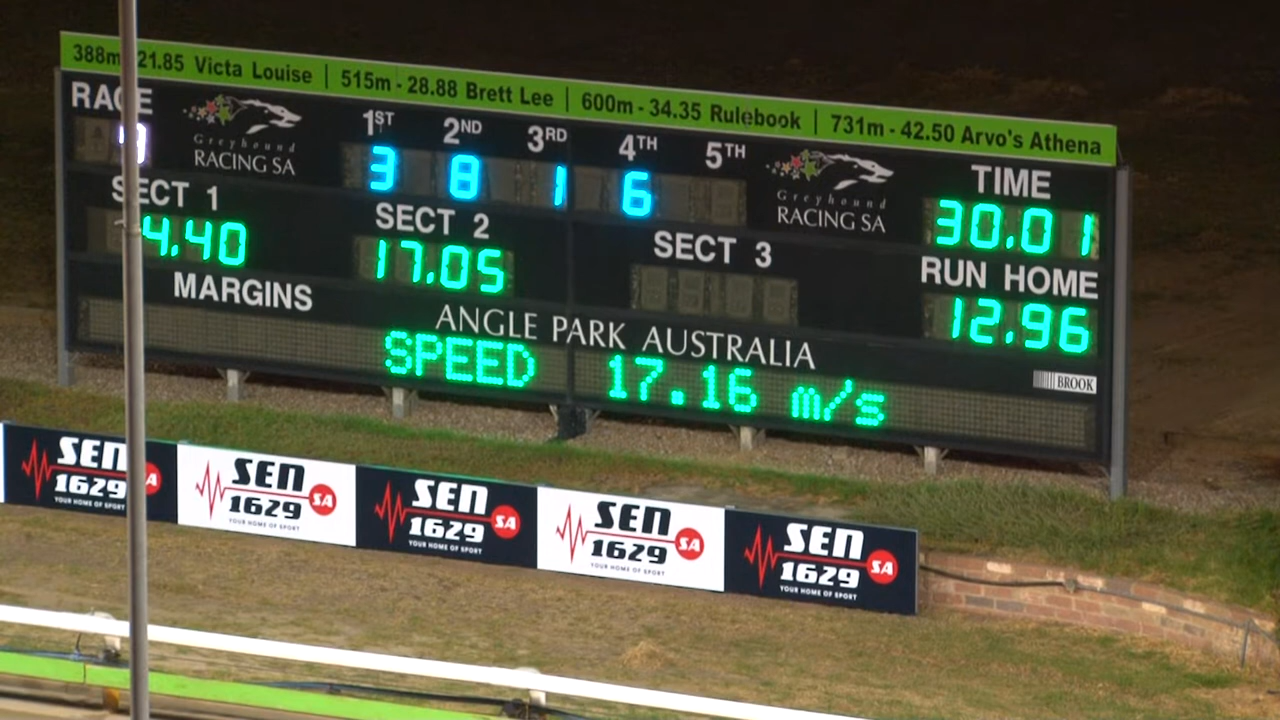 388m 21.85 Victa Louise | 515m - 28.88 Brett Lee | 600m - 34.35 Rulebook | 731m - 42.50 Arvo's Athena
RACE
Greyhound
RACING SA
1ST 2ND 3RD 4TH 5TH
3 8 1 6
Greyhound
RACING SA
TIME
30.01
SECT 1
4.40
SECT 2
17.05
SECT 3
RUN HOME
12.96
MARGINS
ANGLE PARK AUSTRALIA
SPEED 17.16 m/s
BROOK
SEN
1629
SA
YOUR HOME OF SPORT
SEN
1629
SA
YOUR HOME OF SPORT
SEN
1629
SA
YOUR HOME OF SPORT
SEN
1629
SA
YOUR HOME OF SPORT
SEN
1629
SA
YOUR HOME OF SPORT